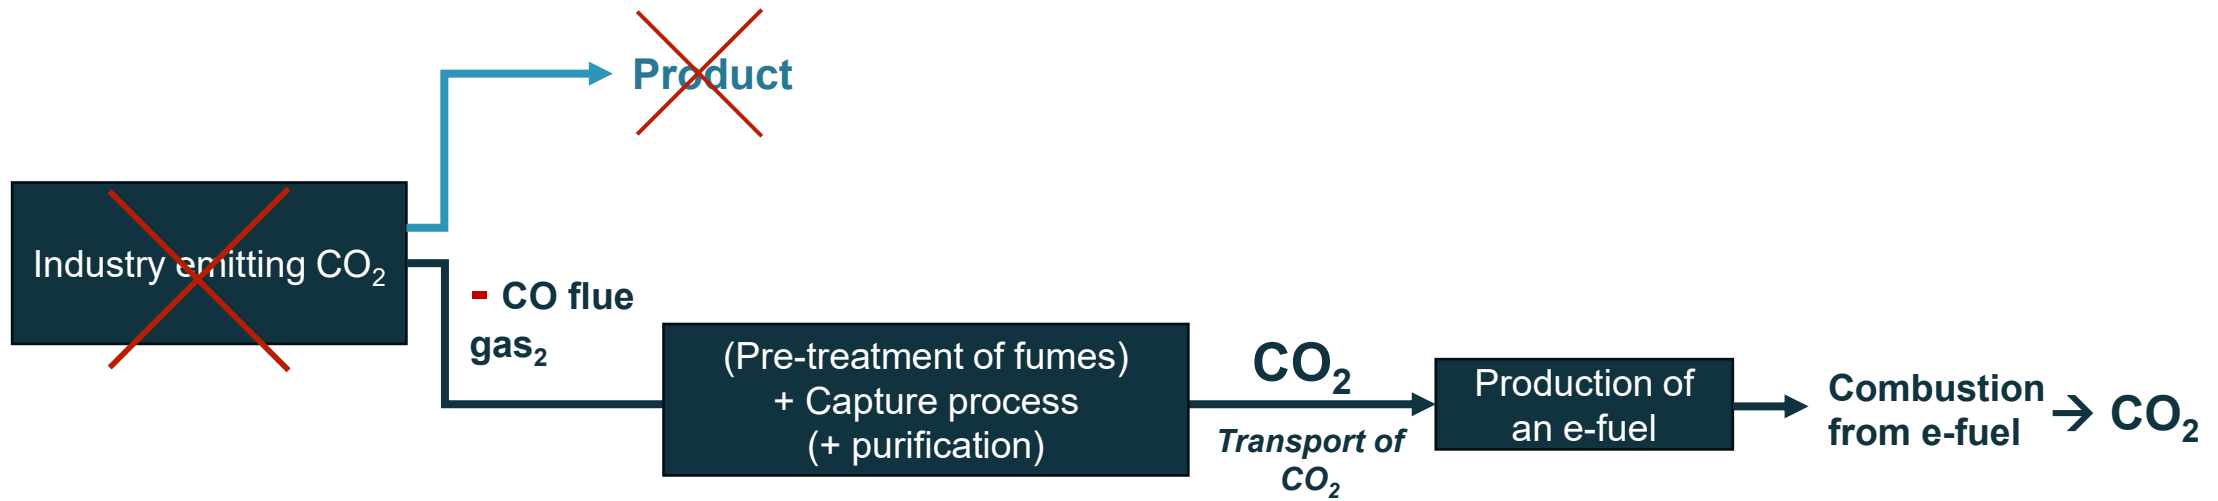 Product
Industry emitting CO₂
- CO flue
gas₂
(Pre-treatment of fumes)
+ Capture process
(+ purification)
CO₂
Transport of
CO₂
Production of
an e-fuel
Combustion
from e-fuel
→ CO₂